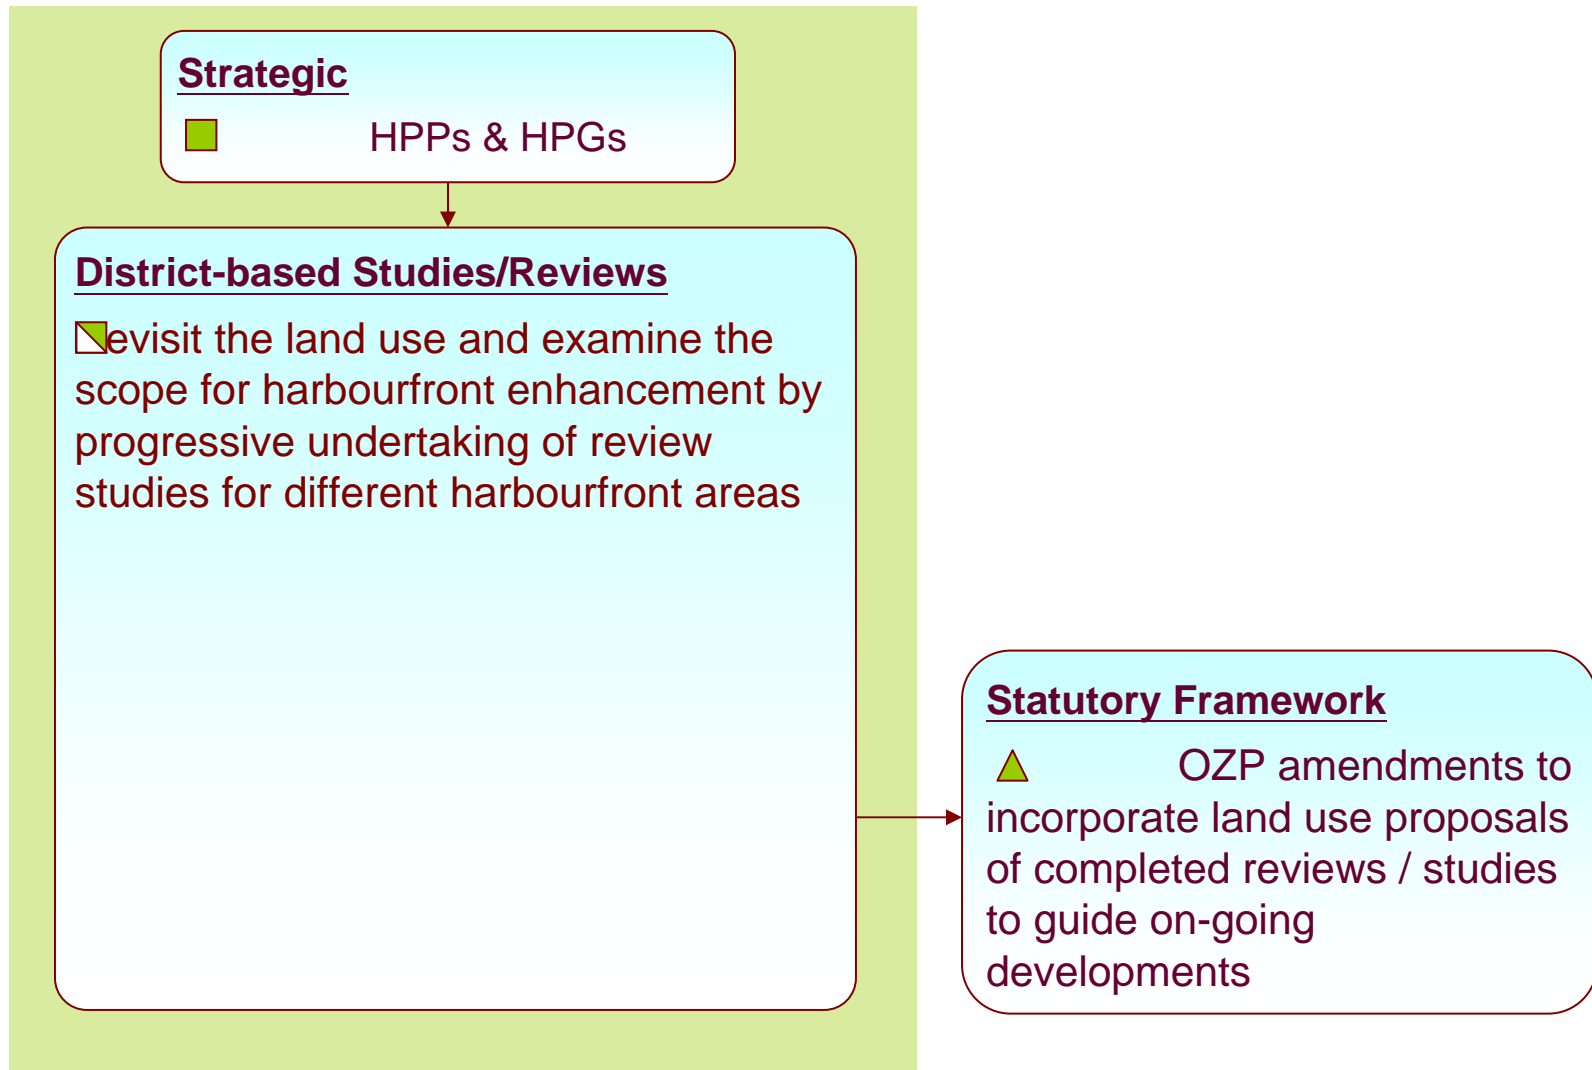 Strategic
HPPs & HPGs
District-based Studies/Reviews
evisit the land use and examine the
scope for harbourfront enhancement by
progressive undertaking of review
studies for different harbourfront areas
Statutory Framework
OZP amendments to
incorporate land use proposals
of completed reviews / studies
to guide on-going
developments